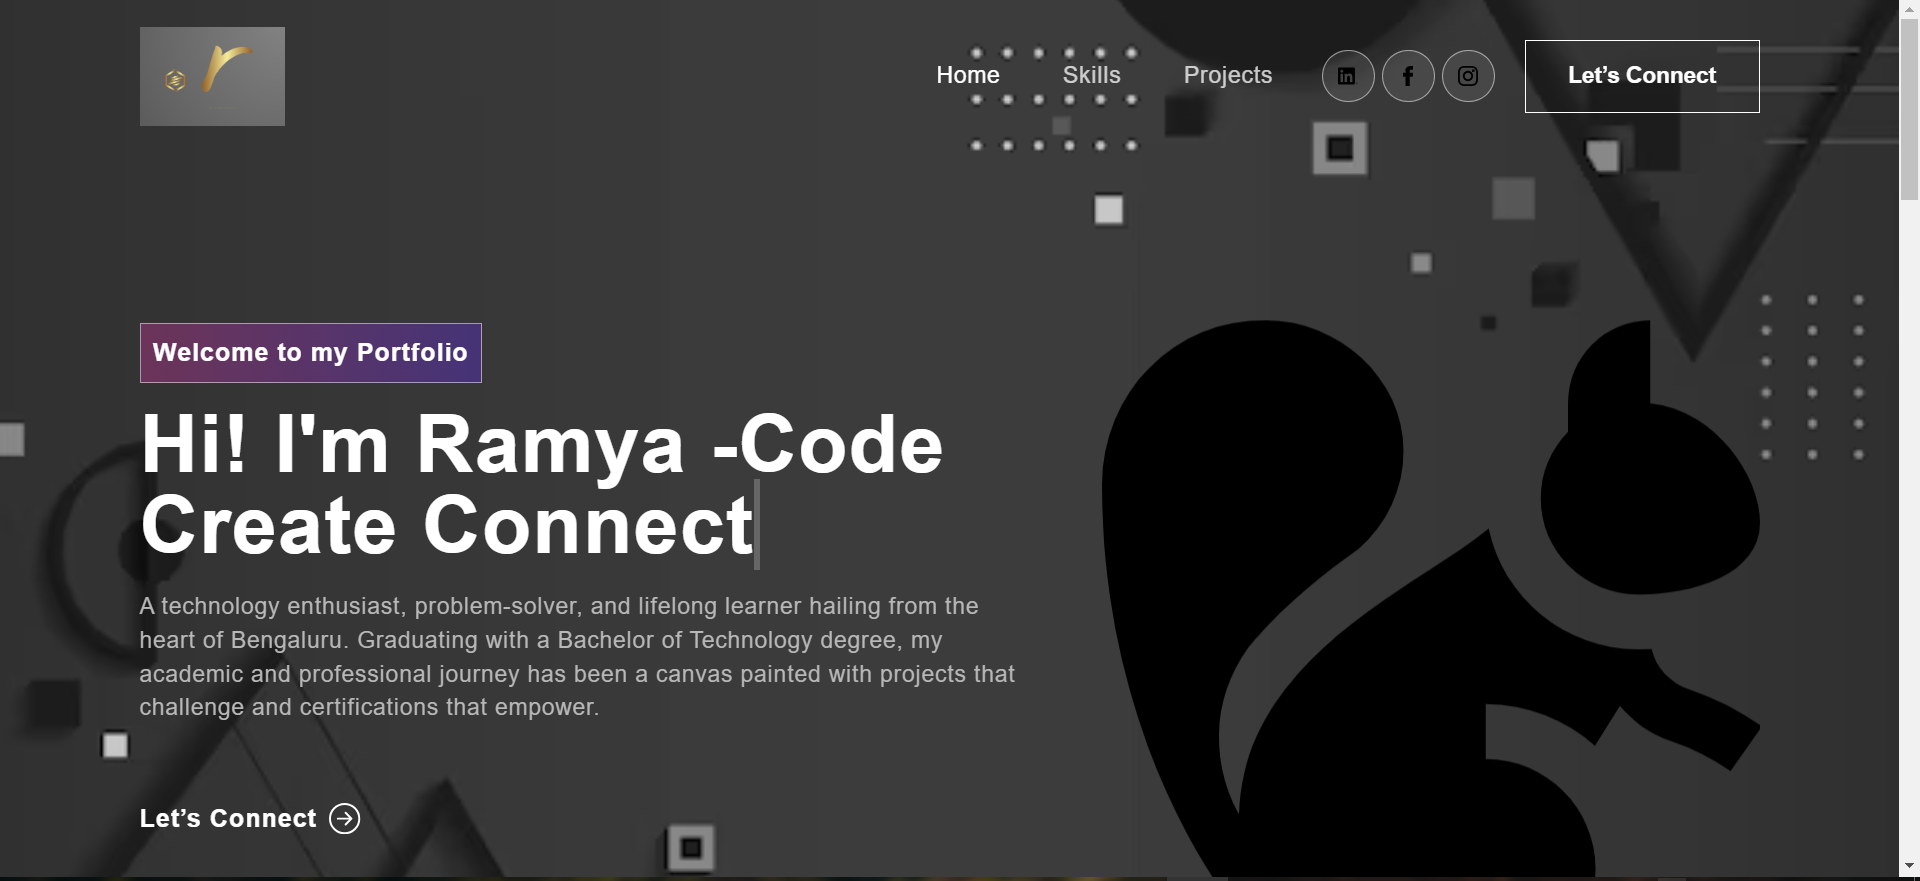 r
Home Skills Projects in f Let’s Connect
Welcome to my Portfolio
Hi! I'm Ramya -Code
Create Connect
A technology enthusiast, problem-solver, and lifelong learner hailing from the
heart of Bengaluru. Graduating with a Bachelor of Technology degree, my
academic and professional journey has been a canvas painted with projects that
challenge and certifications that empower.
Let’s Connect